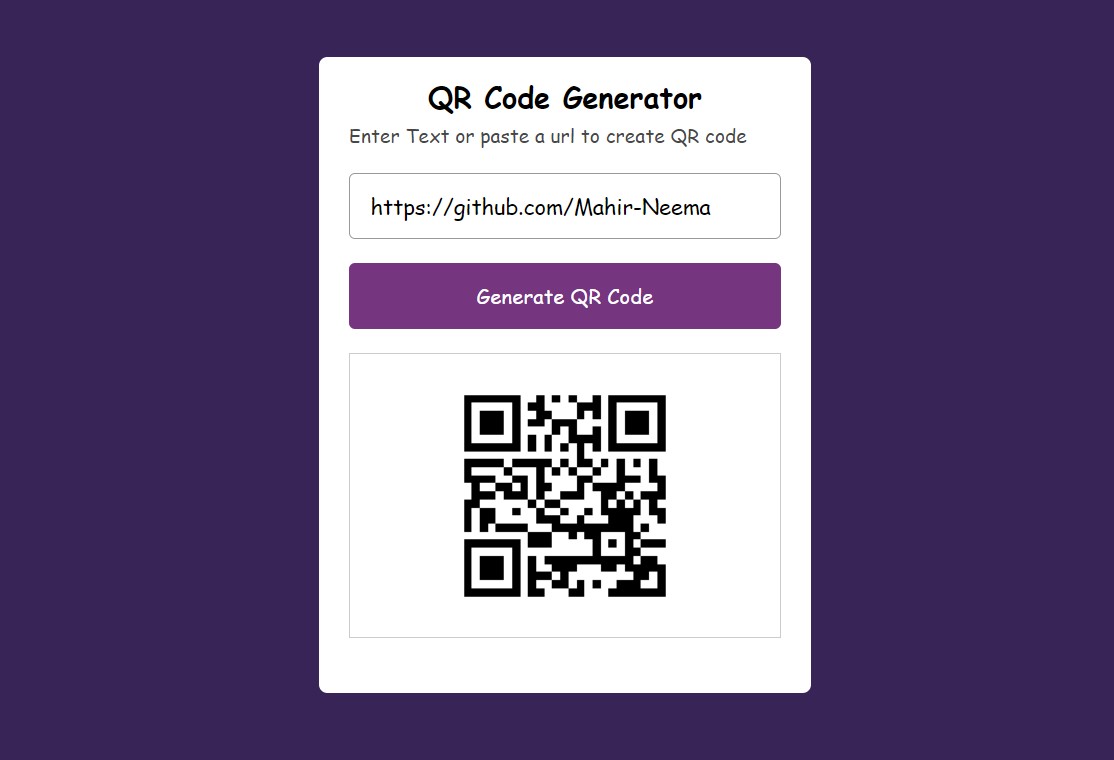 QR Code Generator
Enter Text or paste a url to create QR code
https://github.com/Mahir-Neema
Generate QR Code